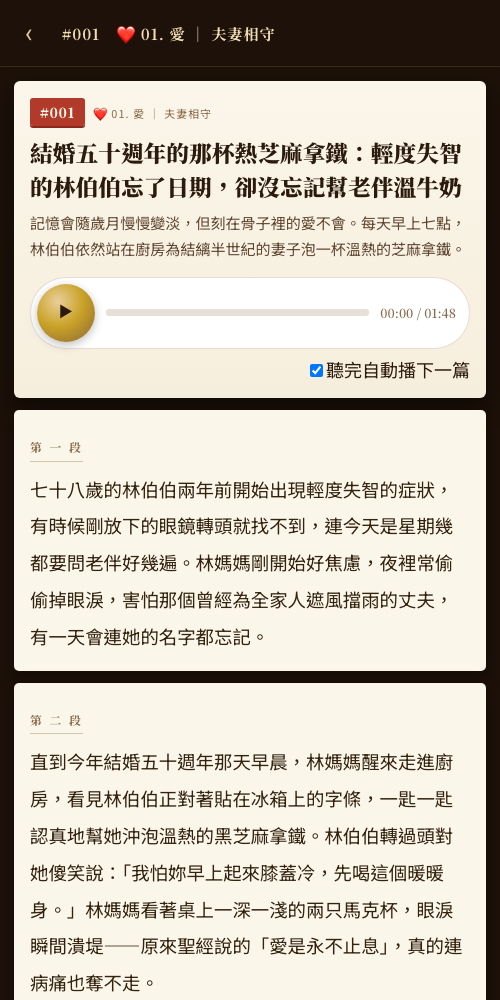 ‹ #001 ❤️ 01. 愛 ｜ 夫妻相守
#001 ❤️ 01. 愛 ｜ 夫妻相守
結婚五十週年的那杯熱芝麻拿鐵：輕度失智
的林伯伯忘了日期，卻沒忘記幫老伴溫牛奶
記憶會隨歲月慢慢變淡，但刻在骨子裡的愛不會。每天早上七點，
林伯伯依然站在廚房為結縭半世紀的妻子泡一杯溫熱的芝麻拿鐵。
00:00 / 01:48
聽完自動播下一篇
第一段
七十八歲的林伯伯兩年前開始出現輕度失智的症狀，
有時候剛放下的眼鏡轉頭就找不到，連今天是星期幾
都要問老伴好幾遍。林媽媽剛開始好焦慮，夜裡常偷
偷掉眼淚，害怕那個曾經為全家人遮風擋雨的丈夫，
有一天會連她的名字都忘記。
第二段
直到今年結婚五十週年那天早晨，林媽媽醒來走進廚
房，看見林伯伯正對著貼在冰箱上的字條，一匙一匙
認真地幫她沖泡溫熱的黑芝麻拿鐵。林伯伯轉過頭對
她傻笑說：「我怕妳早上起來膝蓋冷，先喝這個暖暖
身。」林媽媽看著桌上一深一淺的兩只馬克杯，眼淚
瞬間潰堤——原來聖經說的「愛是永不止息」，真的連
病痛也奪不走。